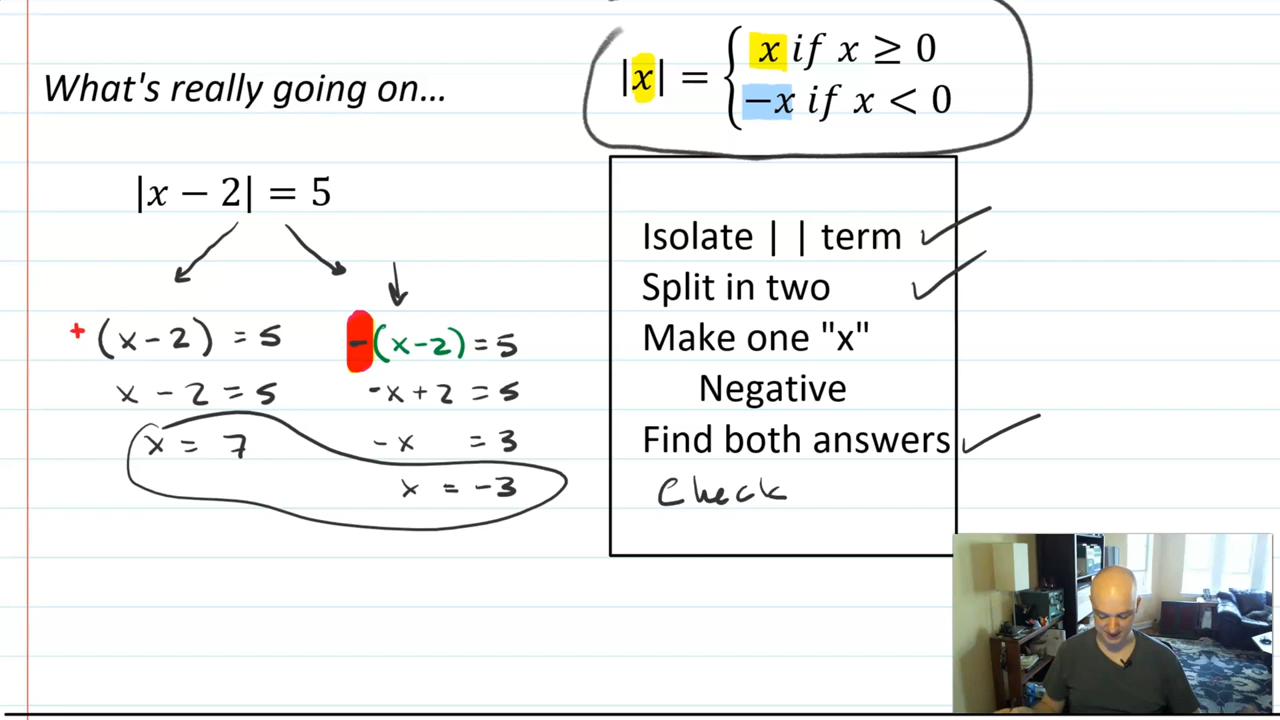 What's really going on...
|x| = { x if x ≥ 0
−x if x < 0
|x − 2| = 5
+(x-2) = 5
x - 2 = 5
x = 7
-(x-2) = 5
-x + 2 = 5
-x = 3
x = -3
Isolate | | term
Split in two
Make one "x"
Negative
Find both answers
Check